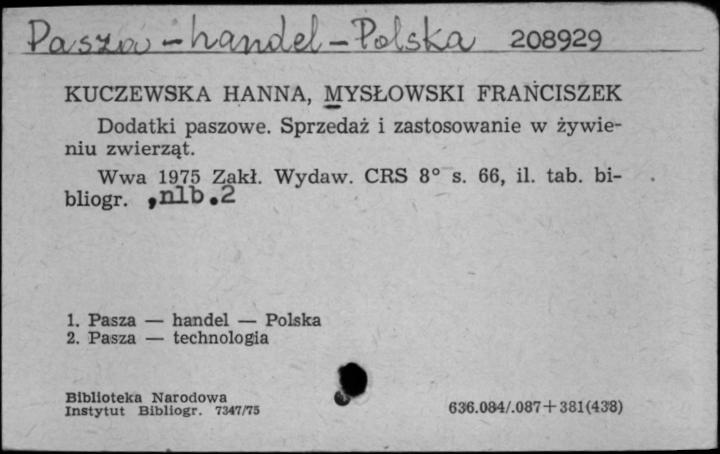 Pasza - handel - Polska 208929
KUCZEWSKA HANNA, MYSŁOWSKI FRANCISZEK
Dodatki paszowe. Sprzedaż i zastosowanie w żywie-
niu zwierząt.
Wwa 1975 Zakł. Wydaw. CRS 8° s. 66, il. tab. bi-
bliogr. ,nlb.2
1. Pasza — handel — Polska
2. Pasza — technologia
Biblioteka Narodowa
Instytut Bibliogr. 7347/75
636.084/.087+381(438)